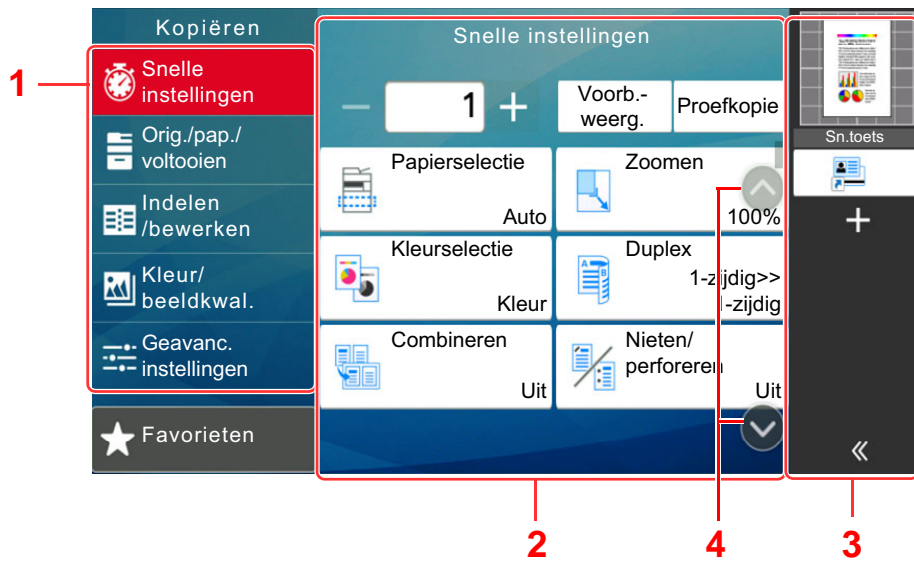 Kopiëren
1
Snelle
instellingen
Orig./pap./
voltooien
Indelen
/bewerken
Kleur/
beeldkwal.
Geavanc.
instellingen
Favorieten
Snelle instellingen
− 1 +
Voorb.-
weerg.
Proefkopie
Papierselectie
Auto
Zoomen
100%
Kleurselectie
Kleur
Duplex
1-zijdig>>
1-zijdig
Combineren
Uit
Nieten/
perforeren
Uit
Sn.toets
+
«
2
4
3